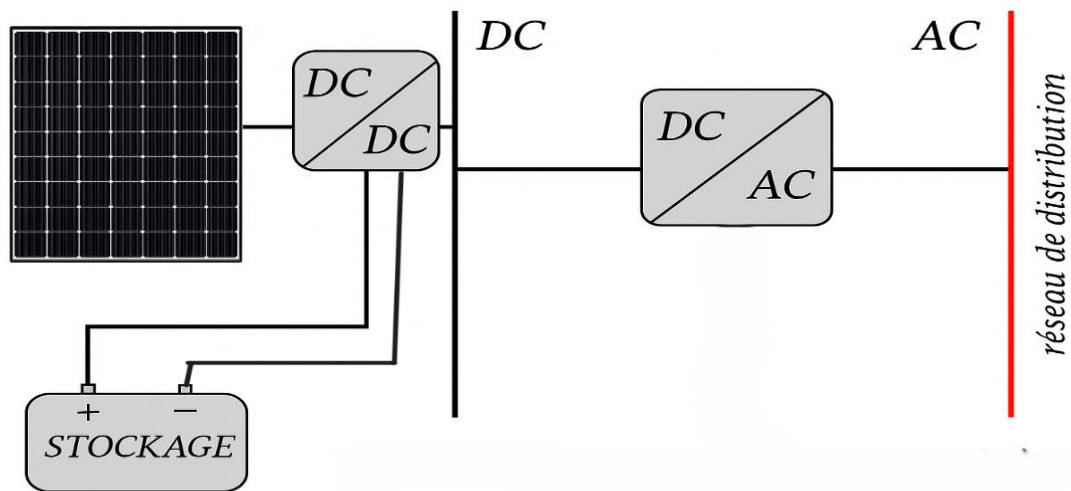 DC
AC
DC
DC
DC
AC
réseau de distribution
+ −
STOCKAGE